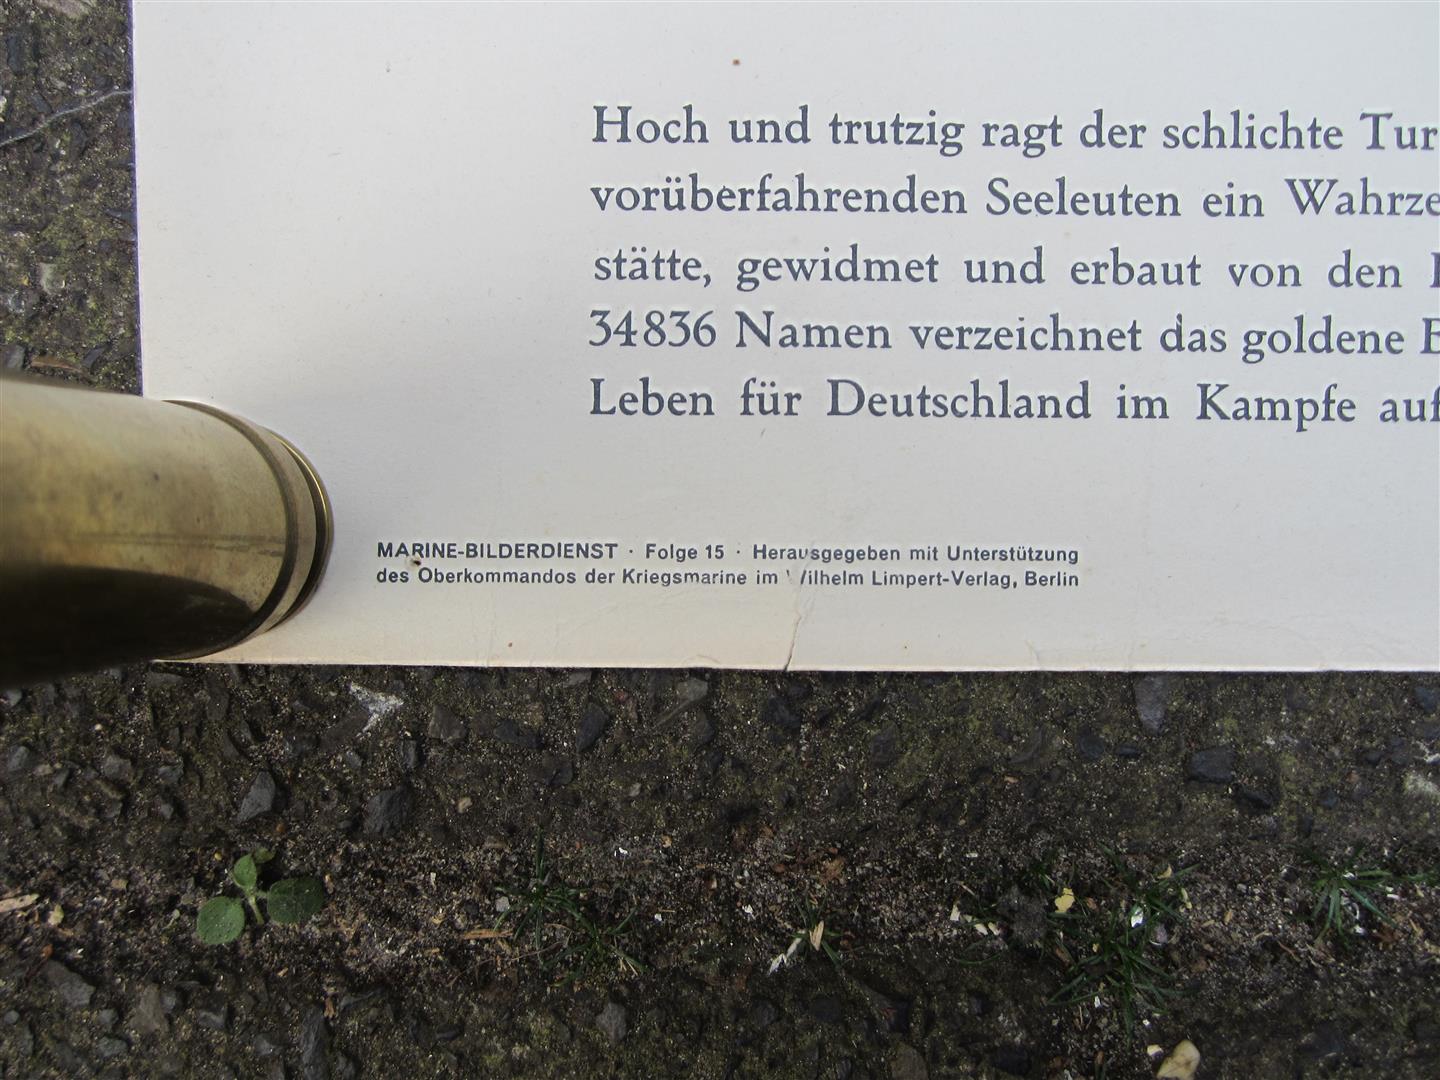 Hoch und trutzig ragt der schlichte Tur
vorüberfahrenden Seeleuten ein Wahrze
stätte, gewidmet und erbaut von den
34836 Namen verzeichnet das goldene
Leben für Deutschland im Kampfe auf
MARINE-BILDERDIENST · Folge 15 · Herausgegeben mit Unterstützung
des Oberkommandos der Kriegsmarine im Wilhelm Limpert-Verlag, Berlin